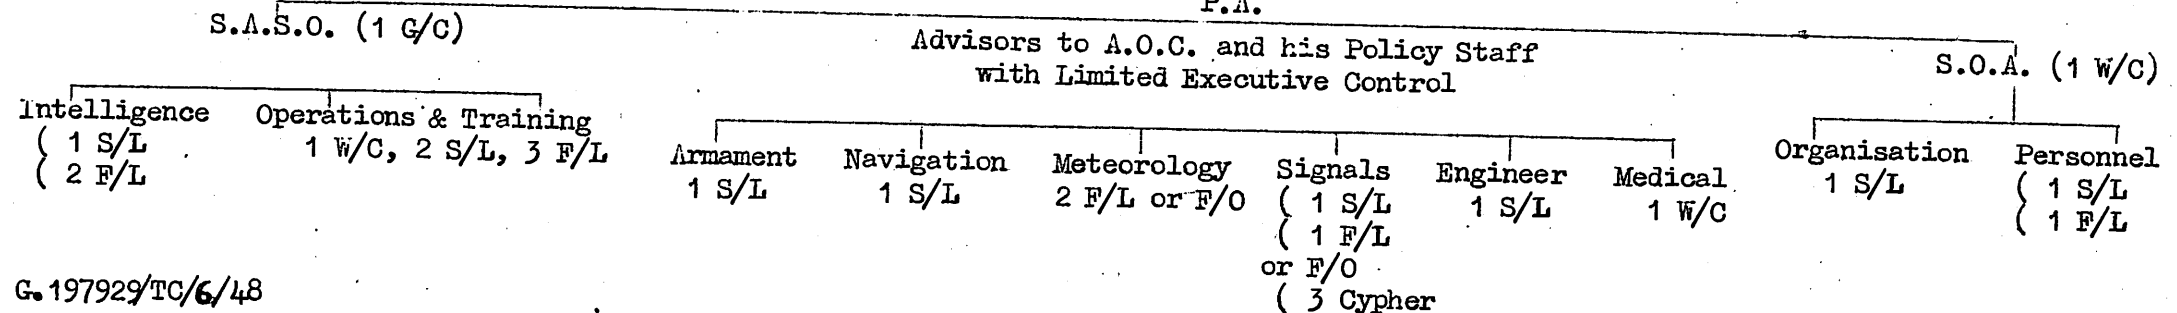 P.A.
S.A.S.O. (1 G/C)
Advisors to A.O.C. and his Policy Staff
with Limited Executive Control
S.O.A. (1 W/C)
Intelligence
( 1 S/L
( 2 F/L
Operations & Training
1 W/C, 2 S/L, 3 F/L
Armament
1 S/L
Navigation
1 S/L
Meteorology
2 F/L or F/O
Signals
( 1 S/L
( 1 F/L
or F/O
( 3 Cypher
Engineer
1 S/L
Medical
1 W/C
Organisation
1 S/L
Personnel
( 1 S/L
( 1 F/L
G.197929/TC/6/48